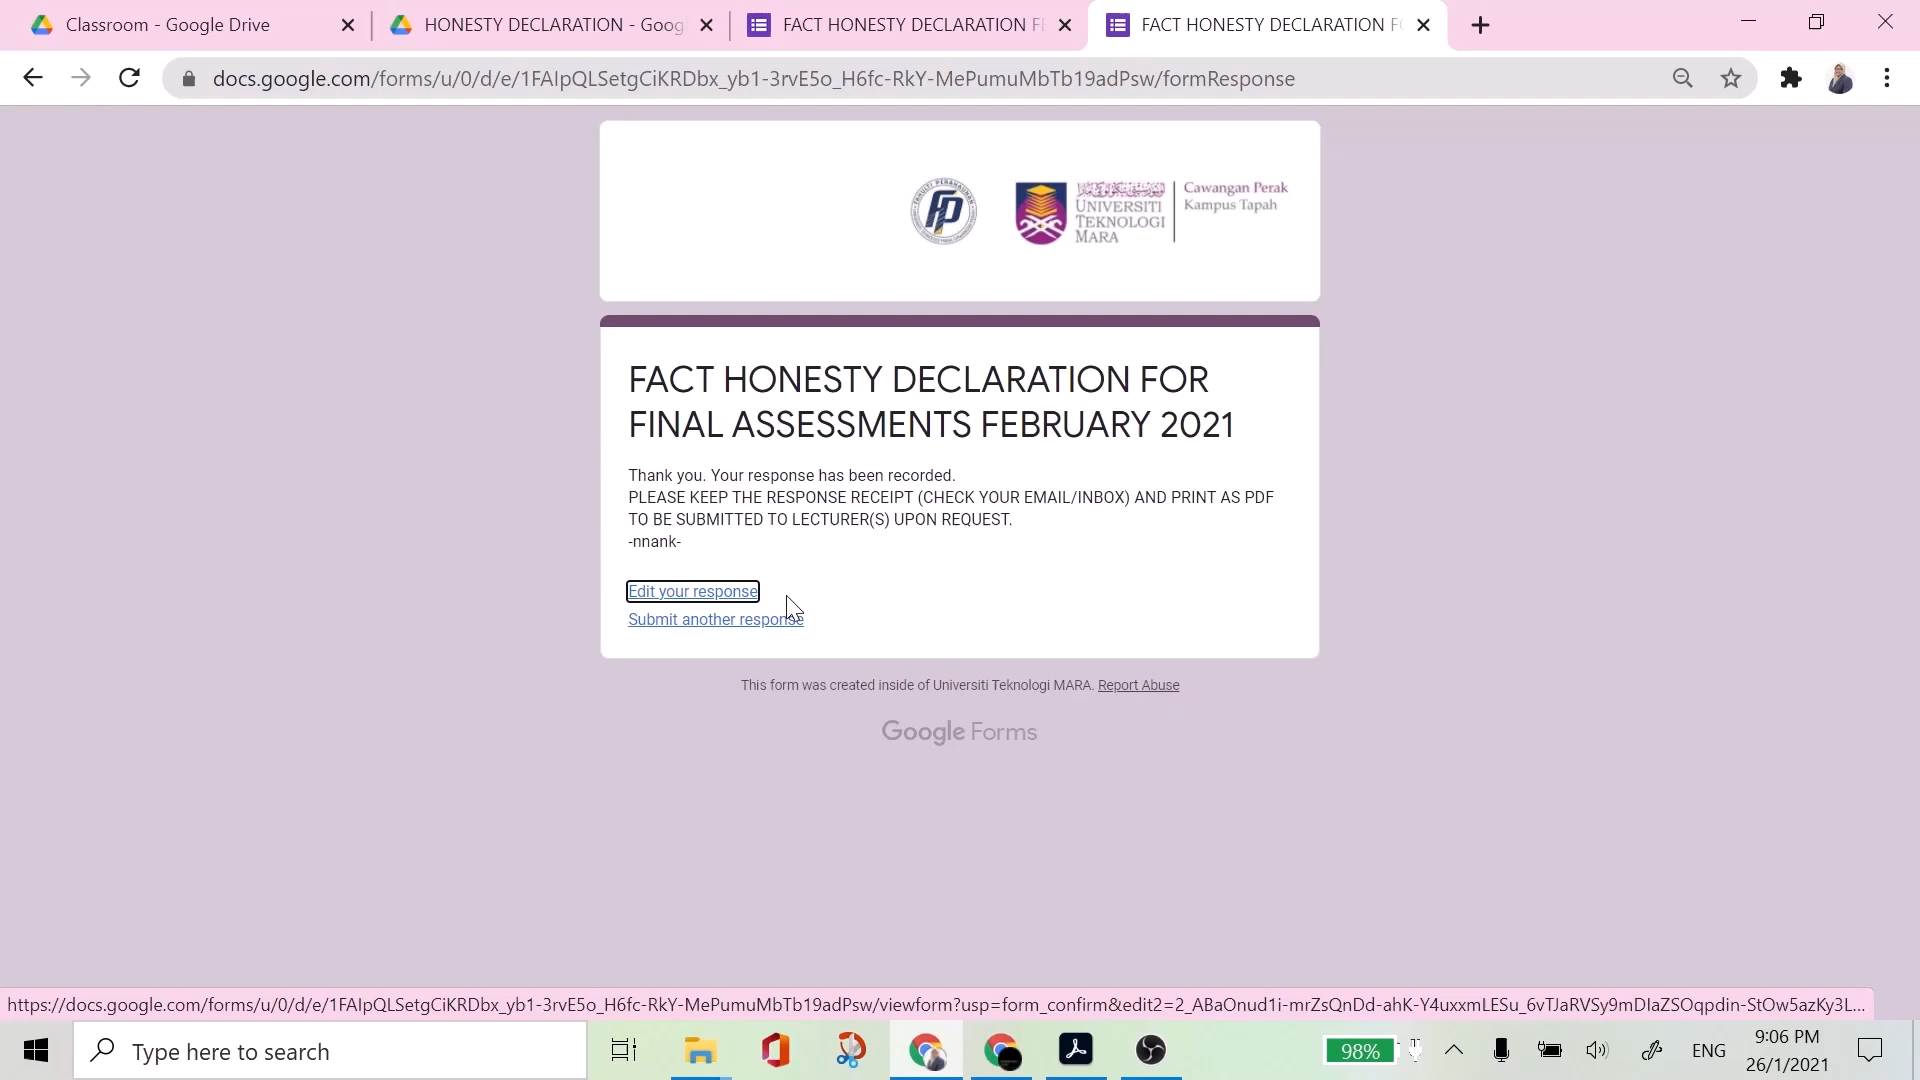 Classroom - Google Drive
HONESTY DECLARATION - Goog
FACT HONESTY DECLARATION F
FACT HONESTY DECLARATION F
docs.google.com/forms/u/0/d/e/1FAIpQLSetgCiKRDbx_yb1-3rvE5o_H6fc-RkY-MePumuMbTb19adPsw/formResponse
FAKULTI PERAKAUNAN
FP
UNIVERSITI
TEKNOLOGI
MARA
Cawangan Perak
Kampus Tapah
FACT HONESTY DECLARATION FOR
FINAL ASSESSMENTS FEBRUARY 2021
Thank you. Your response has been recorded.
PLEASE KEEP THE RESPONSE RECEIPT (CHECK YOUR EMAIL/INBOX) AND PRINT AS PDF
TO BE SUBMITTED TO LECTURER(S) UPON REQUEST.
-nnank-
Edit your response
Submit another response
This form was created inside of Universiti Teknologi MARA. Report Abuse
Google Forms
https://docs.google.com/forms/u/0/d/e/1FAIpQLSetgCiKRDbx_yb1-3rvE5o_H6fc-RkY-MePumuMbTb19adPsw/viewform?usp=form_confirm&edit2=2_ABaOnud1i-mrZsQnDd-ahK-Y4uxxmLESu_6vTJaRVSy9mDIaZSOqpdin-StOw5azKy3L...
Type here to search
98%
ENG
9:06 PM
26/1/2021